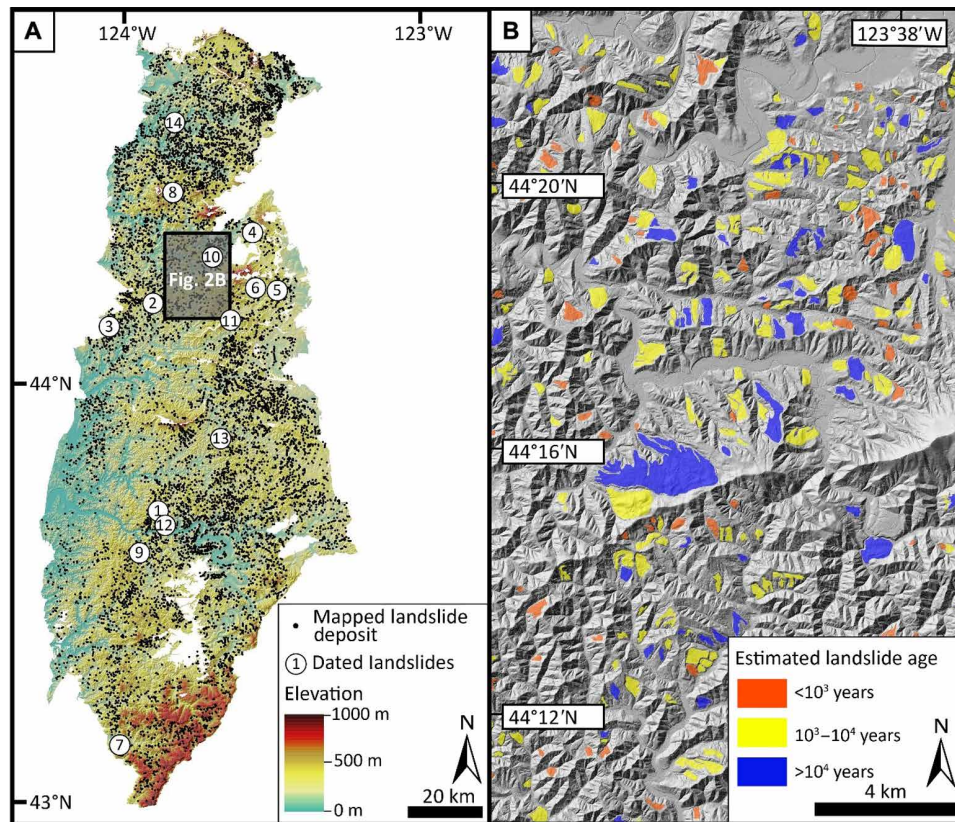 A
124°W
123°W
14
8
4
10
Fig. 2B
6
5
2
11
3
44°N
13
1
12
9
7
43°N
Mapped landslide
deposit
1 Dated landslides
Elevation
1000 m
500 m
0 m
N
20 km
B
123°38′W
44°20′N
44°16′N
44°12′N
Estimated landslide age
<10³ years
10³–10⁴ years
>10⁴ years
N
4 km